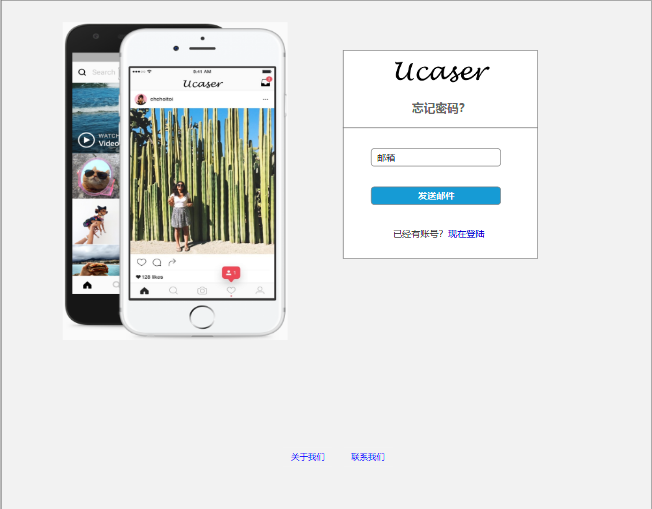 Search
WATCH
Video
9:41 AM
Ucaser
chchoitoi
128 likes
Ucaser
忘记密码?
邮箱
发送邮件
已经有账号? 现在登陆
关于我们 联系我们